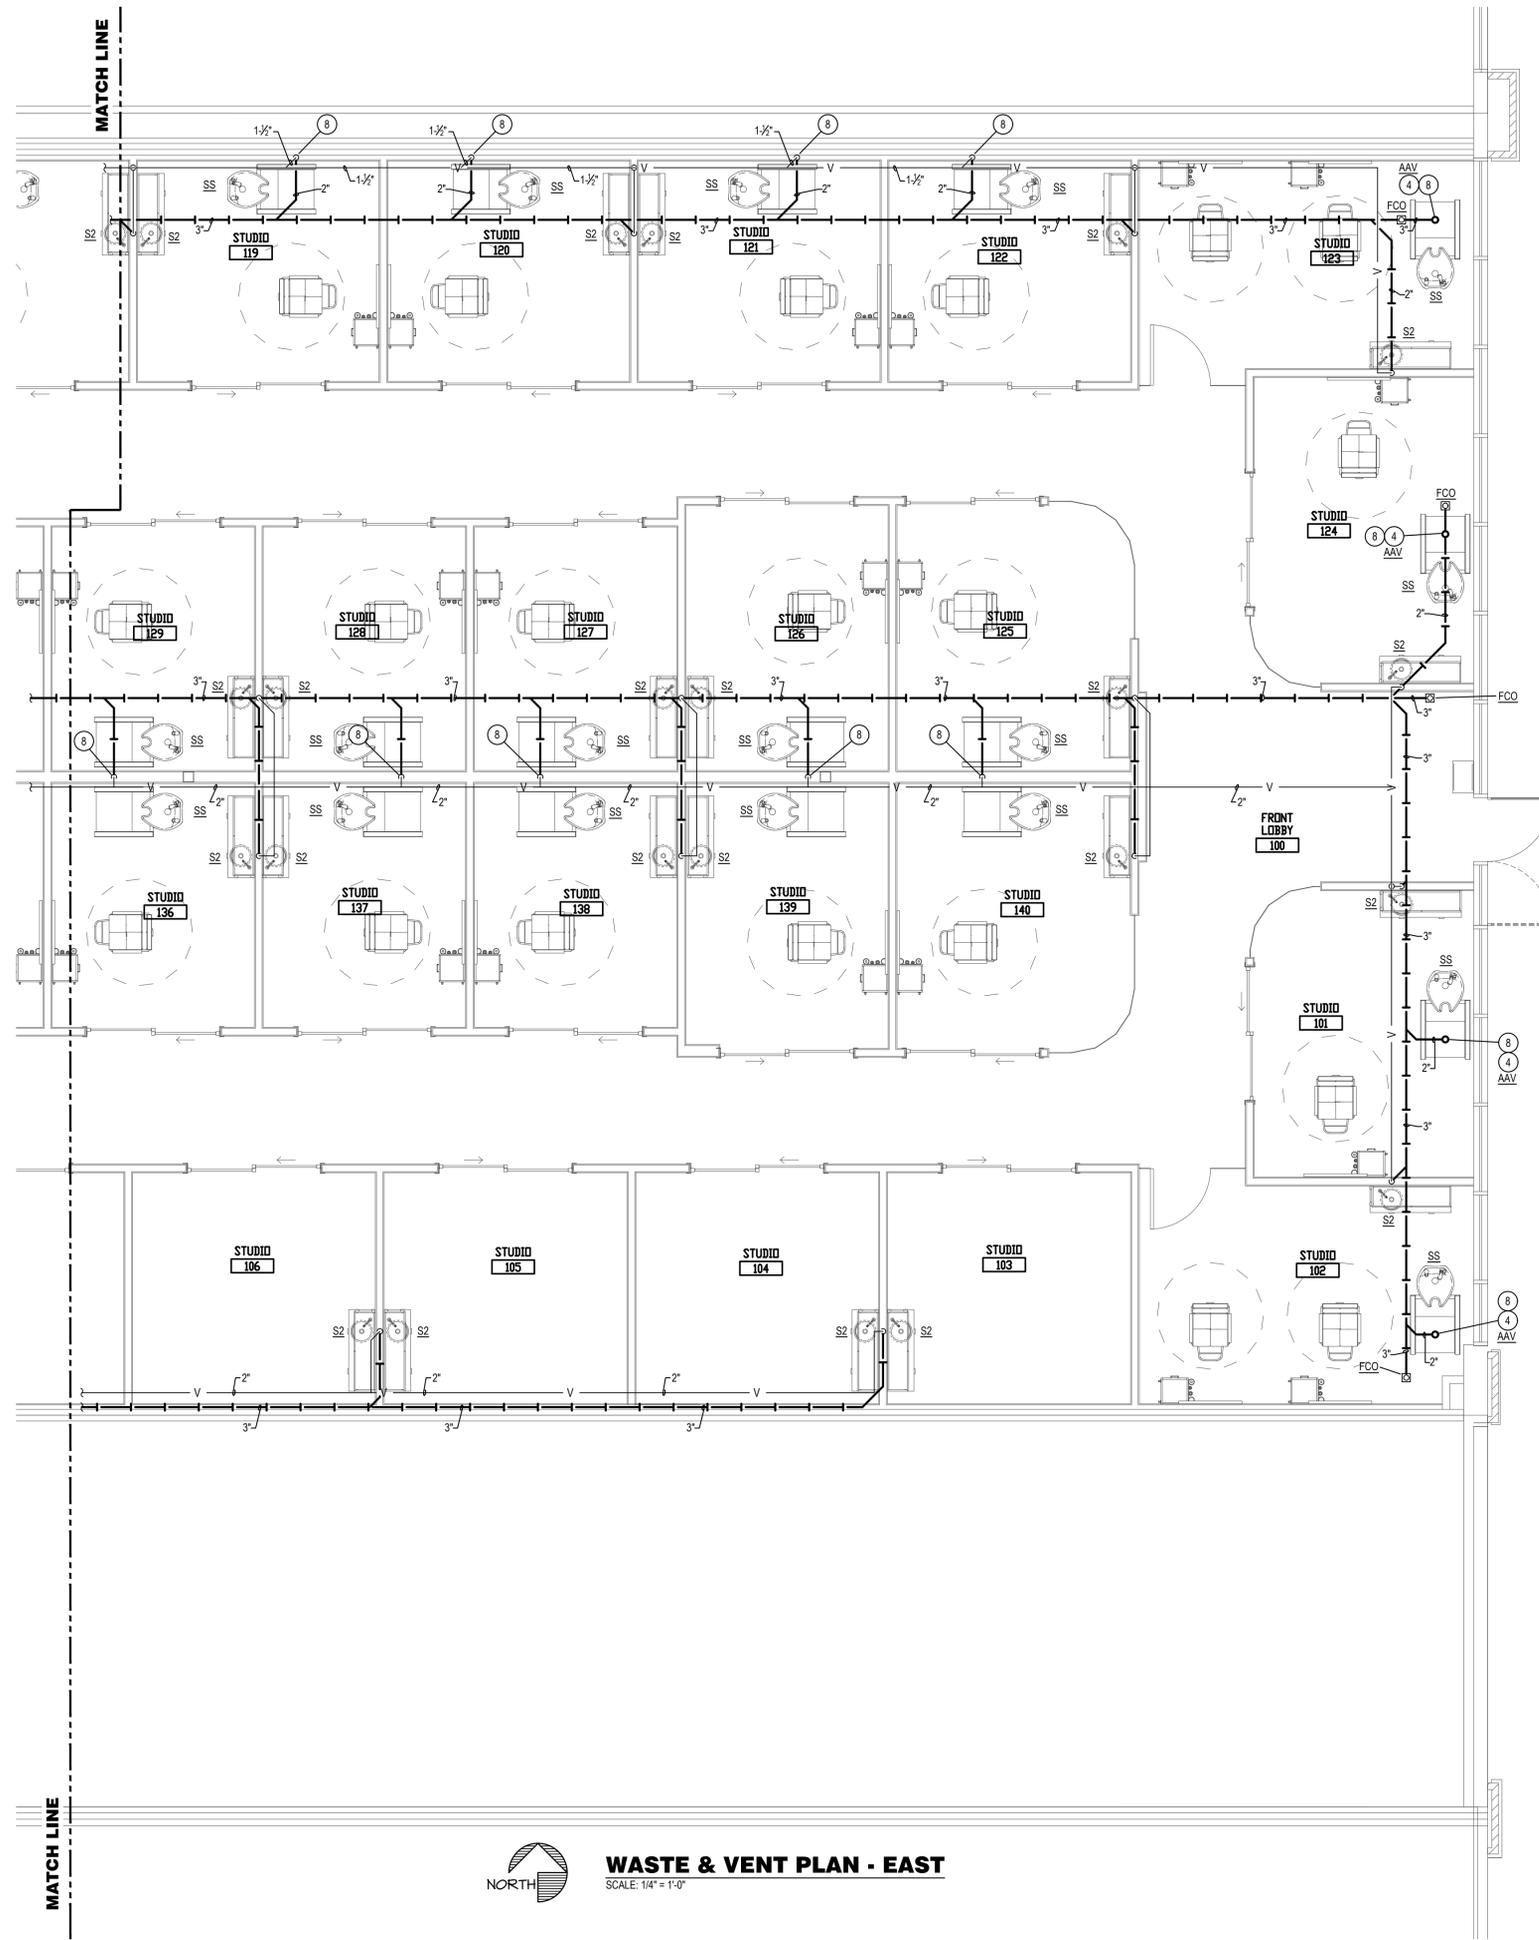 MATCH LINE
8
8
8
8
1-½"
1-½"
1-½"
V
V
V
V
V
V
AAV
1-½"
1-½"
1-½"
1-½"
4
8
SS
2"
2"
SS
SS
2"
2"
SS
FCO
3"
3"
3"
3"
3"
S2
S2
S2
S2
S2
STUDIO
119
STUDIO
120
STUDIO
121
STUDIO
122
STUDIO
123
V
2"
SS
S2
FCO
STUDIO
124
8
4
AAV
SS
2"
STUDIO
129
STUDIO
128
STUDIO
127
STUDIO
126
STUDIO
125
S2
3"
S2
S2
3"
S2
S2
3"
3"
S2
3"
FCO
3"
8
SS
SS
8
8
SS
SS
8
8
SS
3"
V
2"
V
2"
V
2"
V
2"
V
2"
V
2"
V
V
SS
SS
SS
SS
SS
FRONT
LOBBY
100
S2
S2
S2
S2
S2
STUDIO
136
STUDIO
137
STUDIO
138
STUDIO
139
STUDIO
140
S2
3"
SS
STUDIO
101
V
8
4
AAV
2"
3"
S2
STUDIO
106
STUDIO
105
STUDIO
104
STUDIO
103
STUDIO
102
SS
8
4
AAV
S2
S2
S2
S2
3"
2"
FCO
2"
2"
2"
2"
V
V
V
V
V
3"
3"
3"
MATCH LINE
NORTH
WASTE & VENT PLAN - EAST
SCALE: 1/4" = 1'-0"